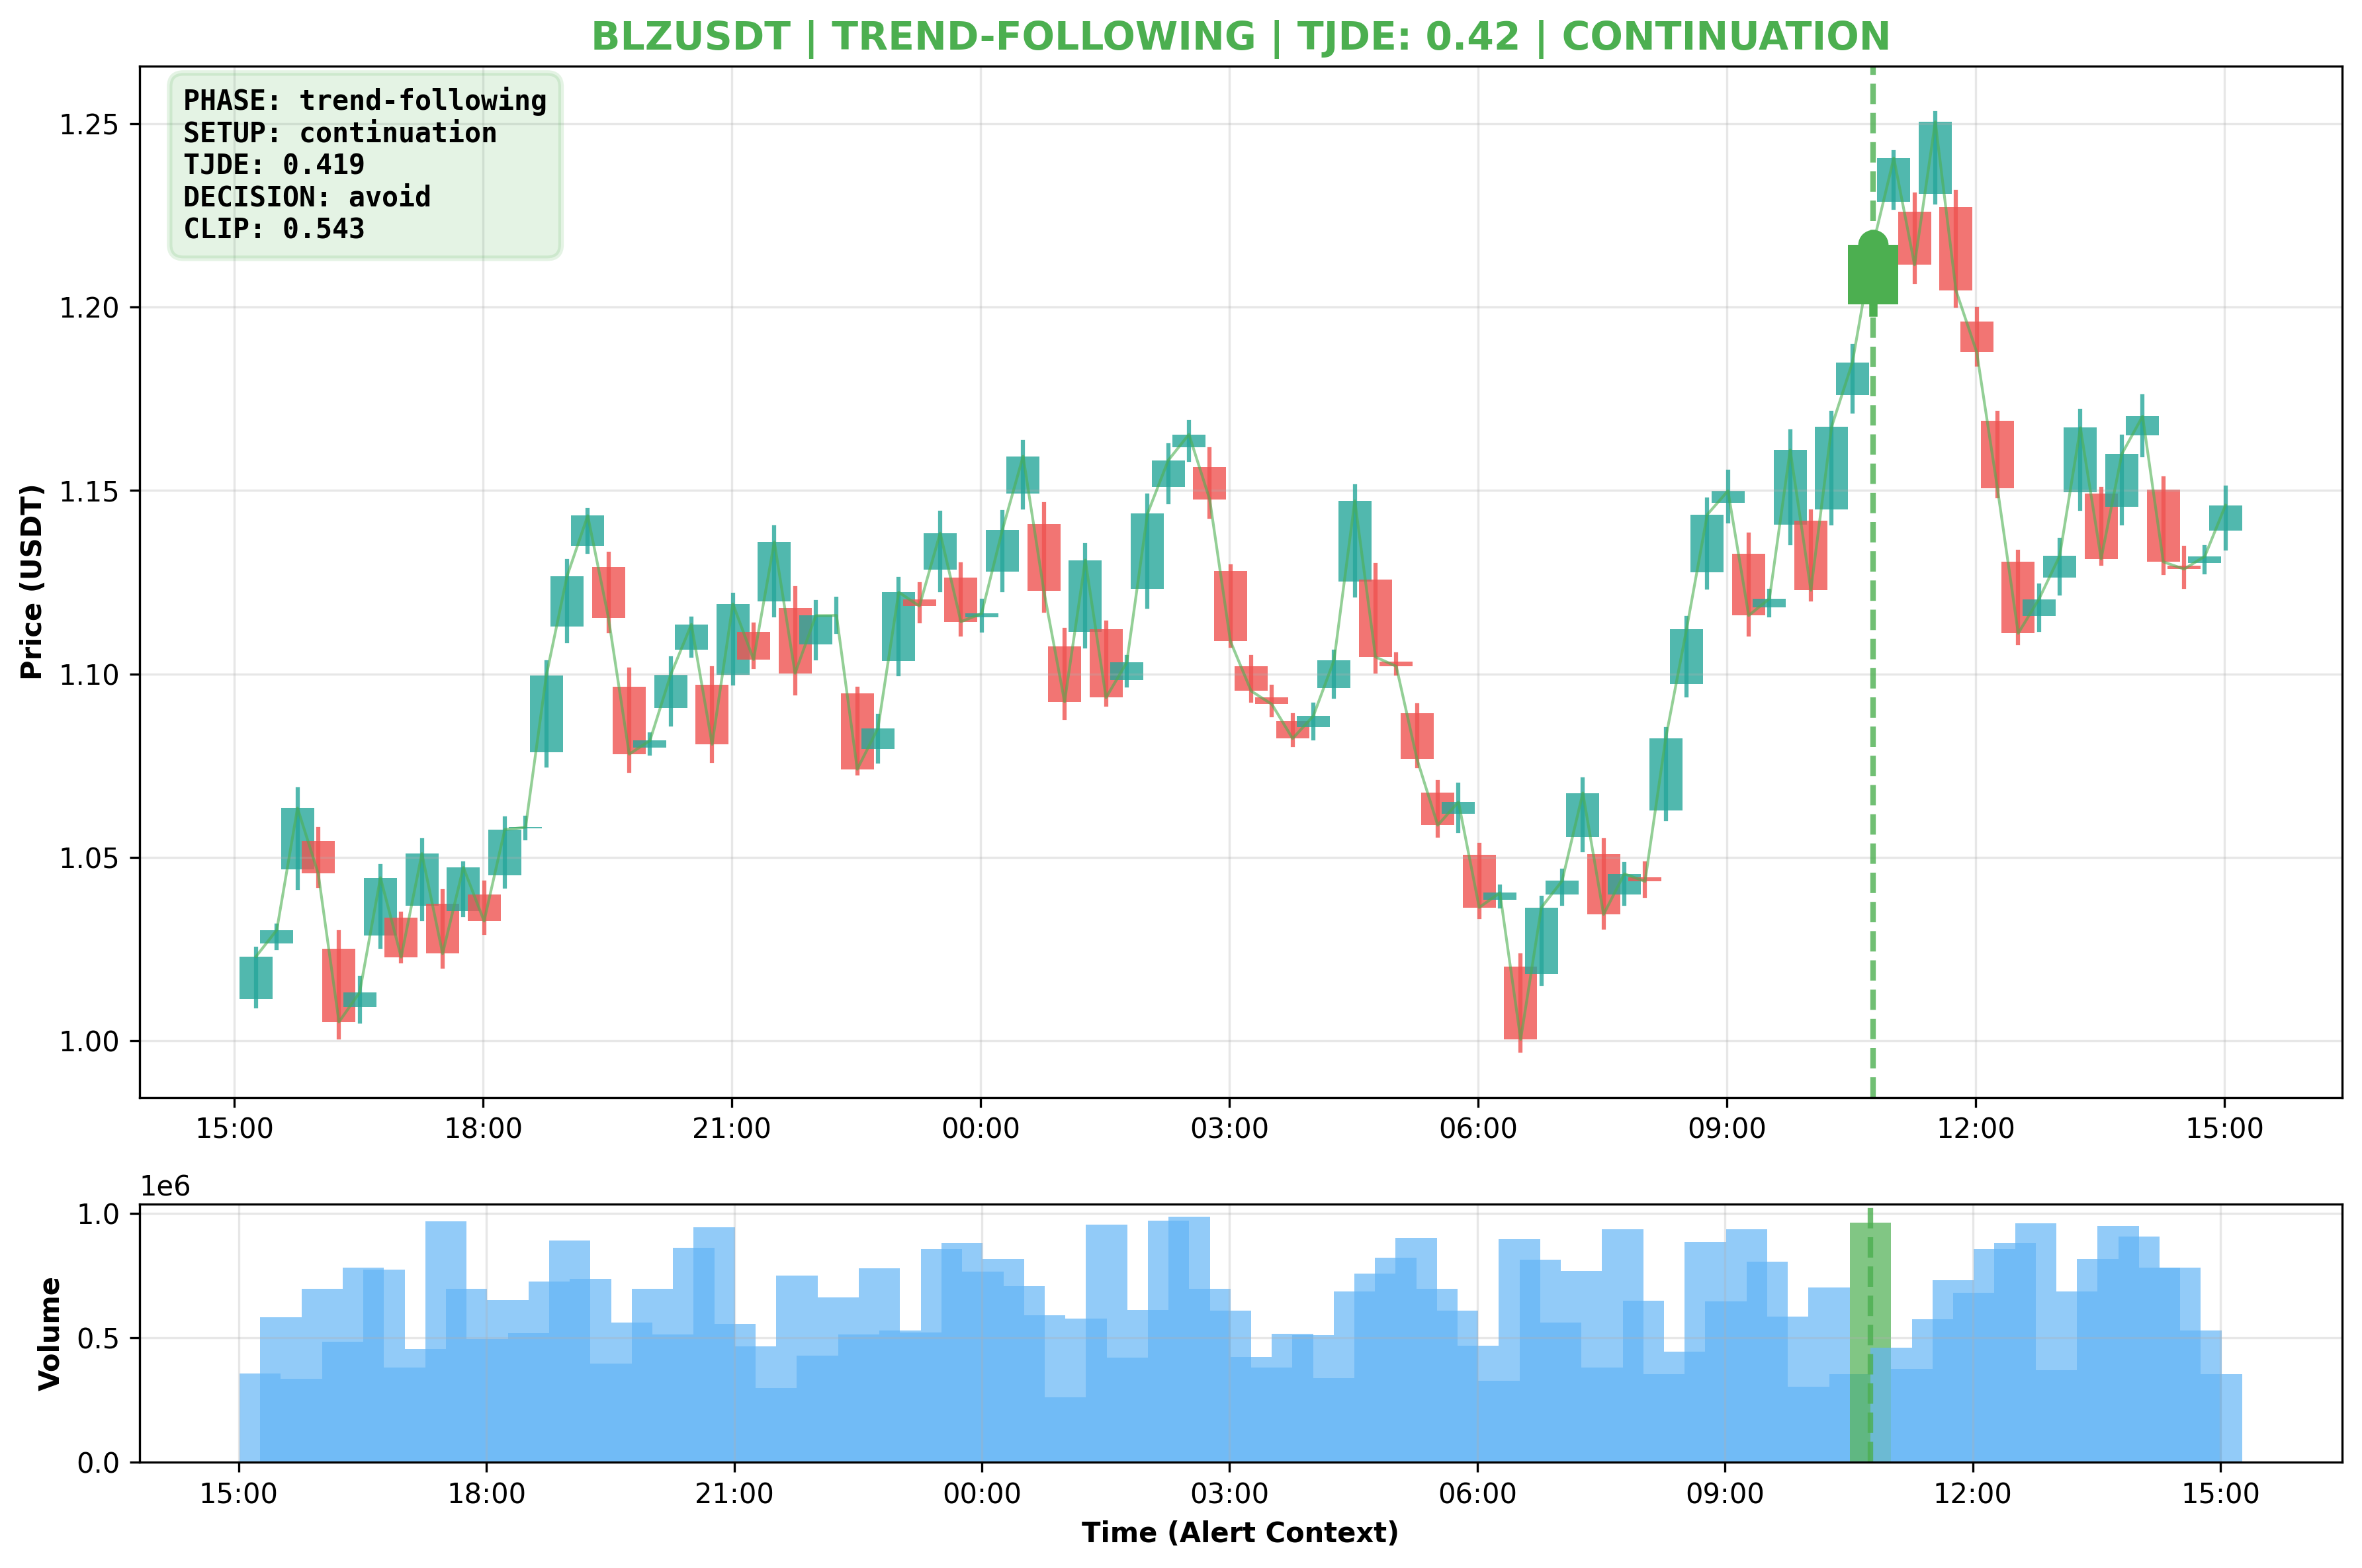 BLZUSDT | TREND-FOLLOWING | TJDE: 0.42 | CONTINUATION
PHASE: trend-following
SETUP: continuation
TJDE: 0.419
DECISION: avoid
CLIP: 0.543
Price (USDT)
1.25
1.20
1.15
1.10
1.05
1.00
15:00 18:00 21:00 00:00 03:00 06:00 09:00 12:00 15:00
1e6
Volume
1.0
0.5
0.0
15:00 18:00 21:00 00:00 03:00 06:00 09:00 12:00 15:00
Time (Alert Context)